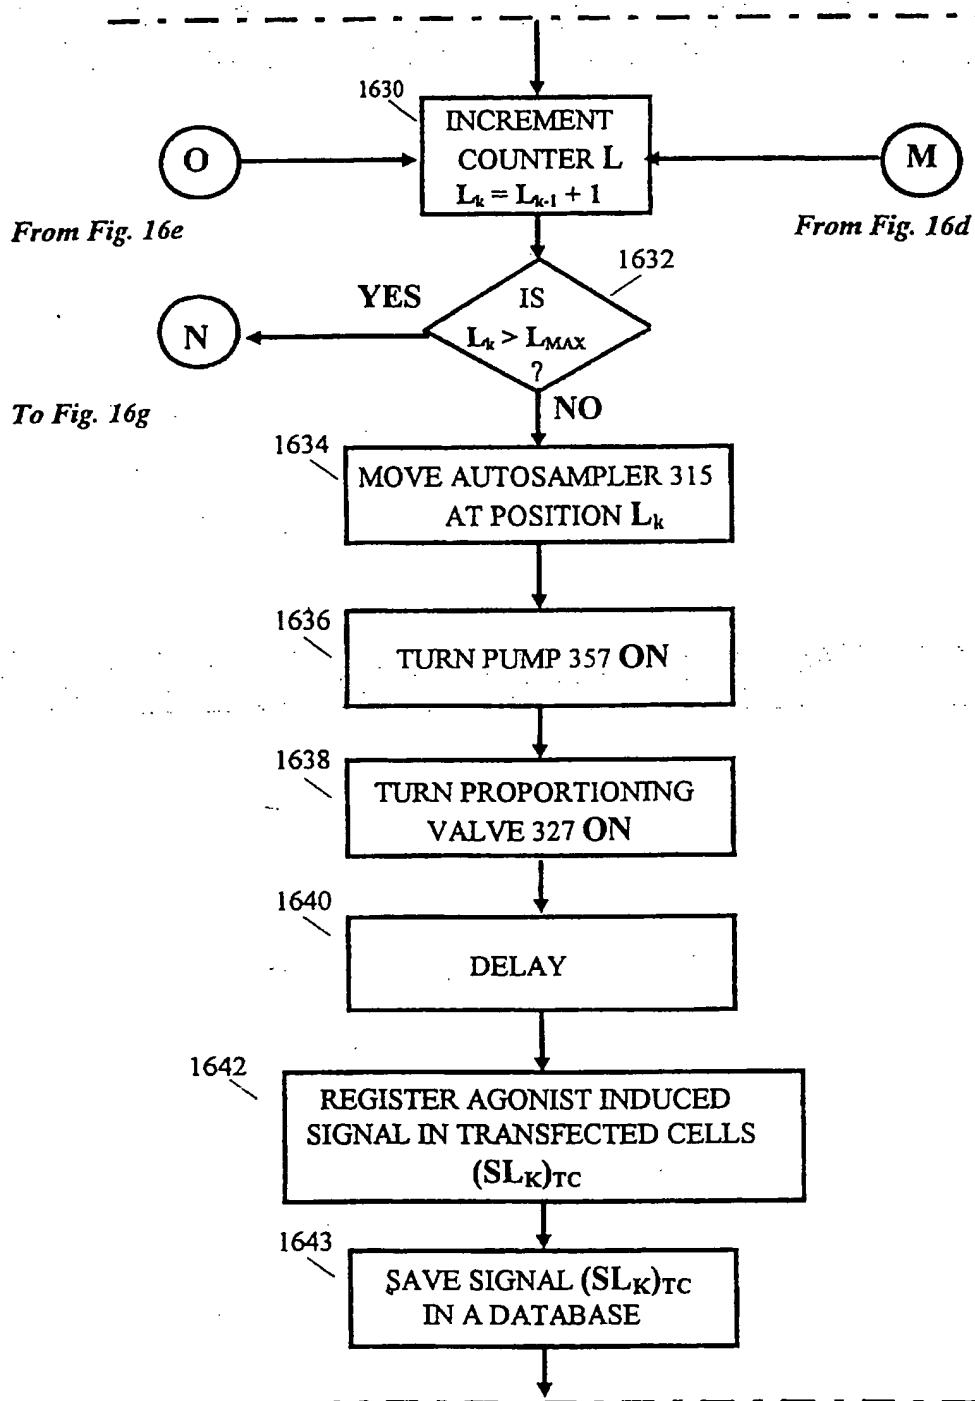 1630
INCREMENT
COUNTER L
Lk = Lk-1 + 1
O
M
From Fig. 16e
From Fig. 16d
1632
YES
IS
Lk > LMAX
?
N
To Fig. 16g
NO
1634
MOVE AUTOSAMPLER 315
AT POSITION Lk
1636
TURN PUMP 357 ON
1638
TURN PROPORTIONING
VALVE 327 ON
1640
DELAY
1642
REGISTER AGONIST INDUCED
SIGNAL IN TRANSFECTED CELLS
(SLK)TC
1643
SAVE SIGNAL (SLK)TC
IN A DATABASE